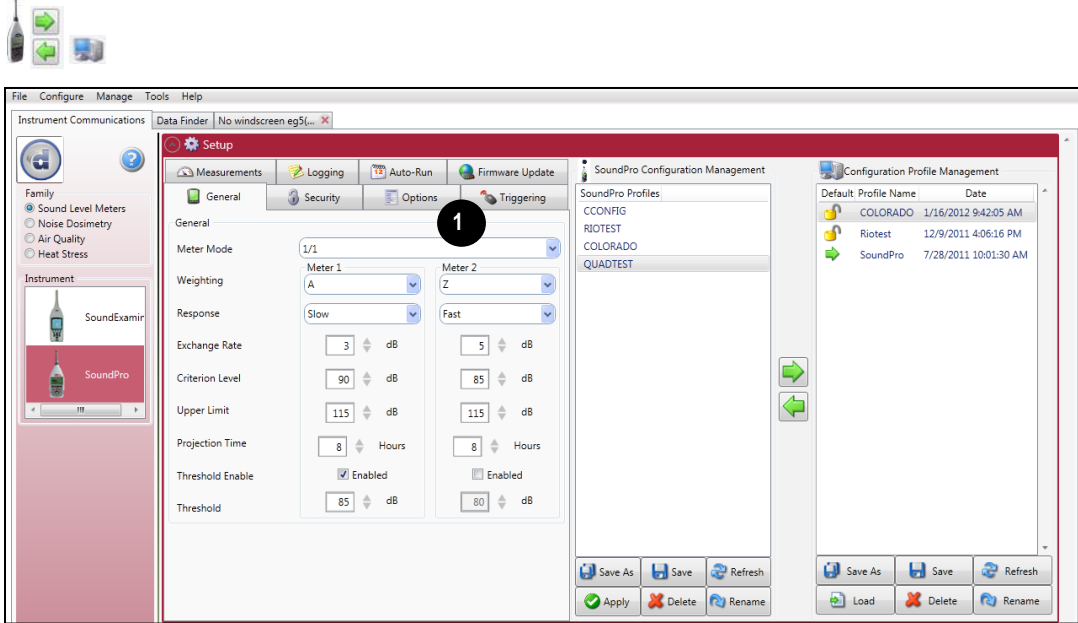 File Configure Manage Tools Help
Instrument Communications Data Finder No windscreen eg5(...
Setup
Measurements Logging Auto-Run Firmware Update
General Security Options Triggering
1
Family
Sound Level Meters
Noise Dosimetry
Air Quality
Heat Stress
Instrument
SoundExamir
SoundPro
General
Meter Mode 1/1
Meter 1 Meter 2
Weighting A Z
Response Slow Fast
Exchange Rate 3 dB 5 dB
Criterion Level 90 dB 85 dB
Upper Limit 115 dB 115 dB
Projection Time 8 Hours 8 Hours
Threshold Enable Enabled Enabled
Threshold 85 dB 80 dB
SoundPro Configuration Management
SoundPro Profiles
CCONFIG
RIOTEST
COLORADO
QUADTEST
Save As Save Refresh
Apply Delete Rename
Configuration Profile Management
Default Profile Name Date
COLORADO 1/16/2012 9:42:05 AM
Riotest 12/9/2011 4:06:16 PM
SoundPro 7/28/2011 10:01:30 AM
Save As Save Refresh
Load Delete Rename